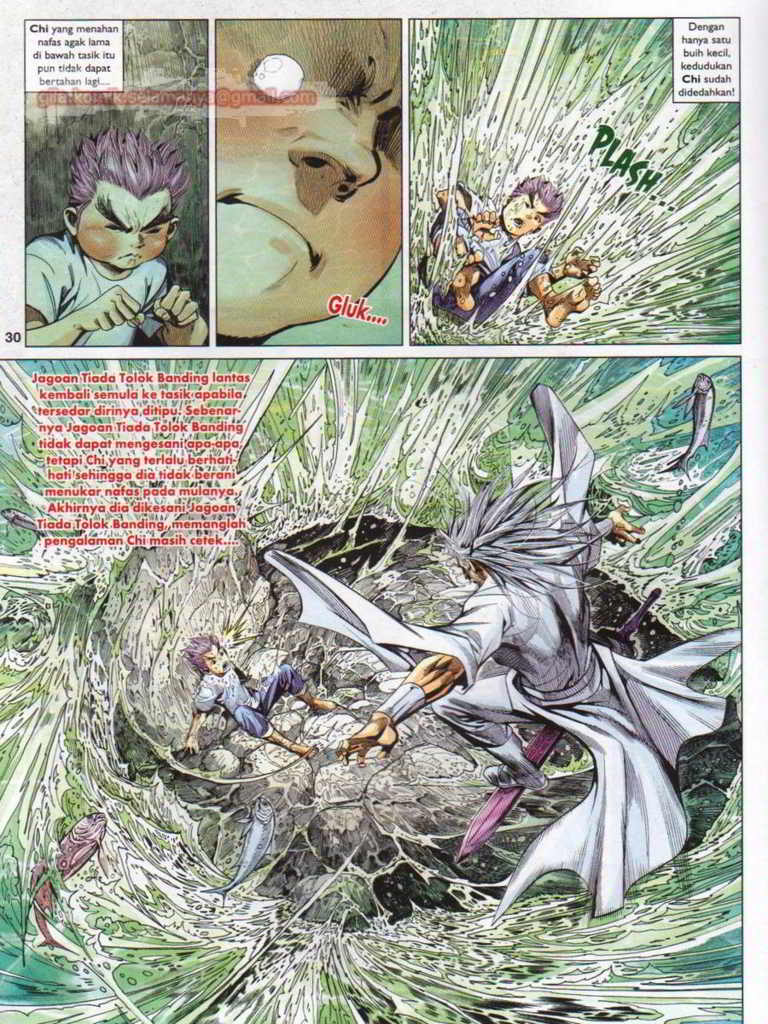 Chi yang menahan
nafas agak lama
di bawah tasik itu
pun tidak dapat
bertahan lagi....
Gluk....
Dengan
hanya satu
buih kecil,
kedudukan
Chi sudah
didedahkan!
PLASH...
30
Jagoan Tiada Tolok Banding lantas
kembali semula ke tasik apabila
tersedar dirinya ditipu. Sebenar-
nya Jagoan Tiada Tolok Banding
tidak dapat mengesani apa-apa,
tetapi Chi yang terlalu berhati-
hati sehingga dia tidak berani
menukar nafas pada mulanya.
Akhirnya dia dikesani Jagoan
Tiada Tolok Banding, memanglah
pengalaman Chi masih cetek....